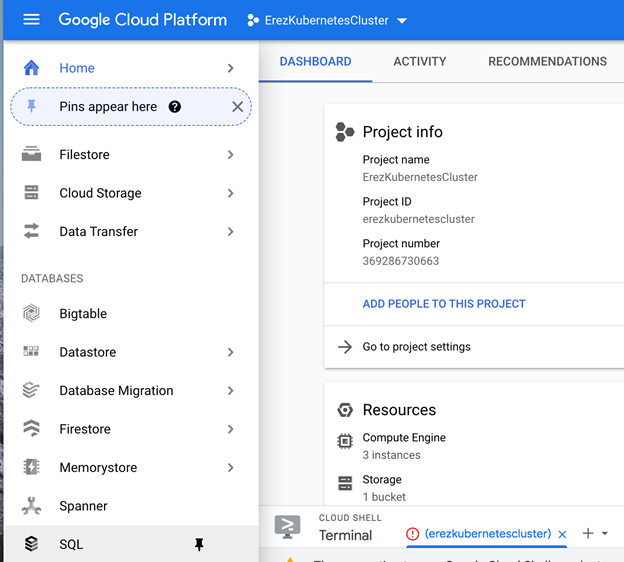 Google Cloud Platform
ErezKubernetesCluster
Home
Pins appear here
Filestore
Cloud Storage
Data Transfer
DATABASES
Bigtable
Datastore
Database Migration
Firestore
Memorystore
Spanner
SQL
DASHBOARD ACTIVITY RECOMMENDATIONS
Project info
Project name
ErezKubernetesCluster
Project ID
erezkubernetescluster
Project number
369286730663
ADD PEOPLE TO THIS PROJECT
Go to project settings
Resources
Compute Engine
3 instances
Storage
1 bucket
CLOUD SHELL
Terminal
(erezkubernetescluster)